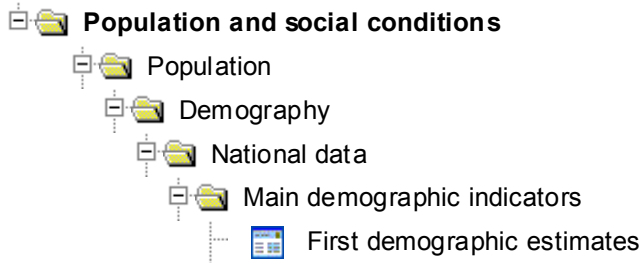 Population and social conditions
Population
Demography
National data
Main demographic indicators
First demographic estimates